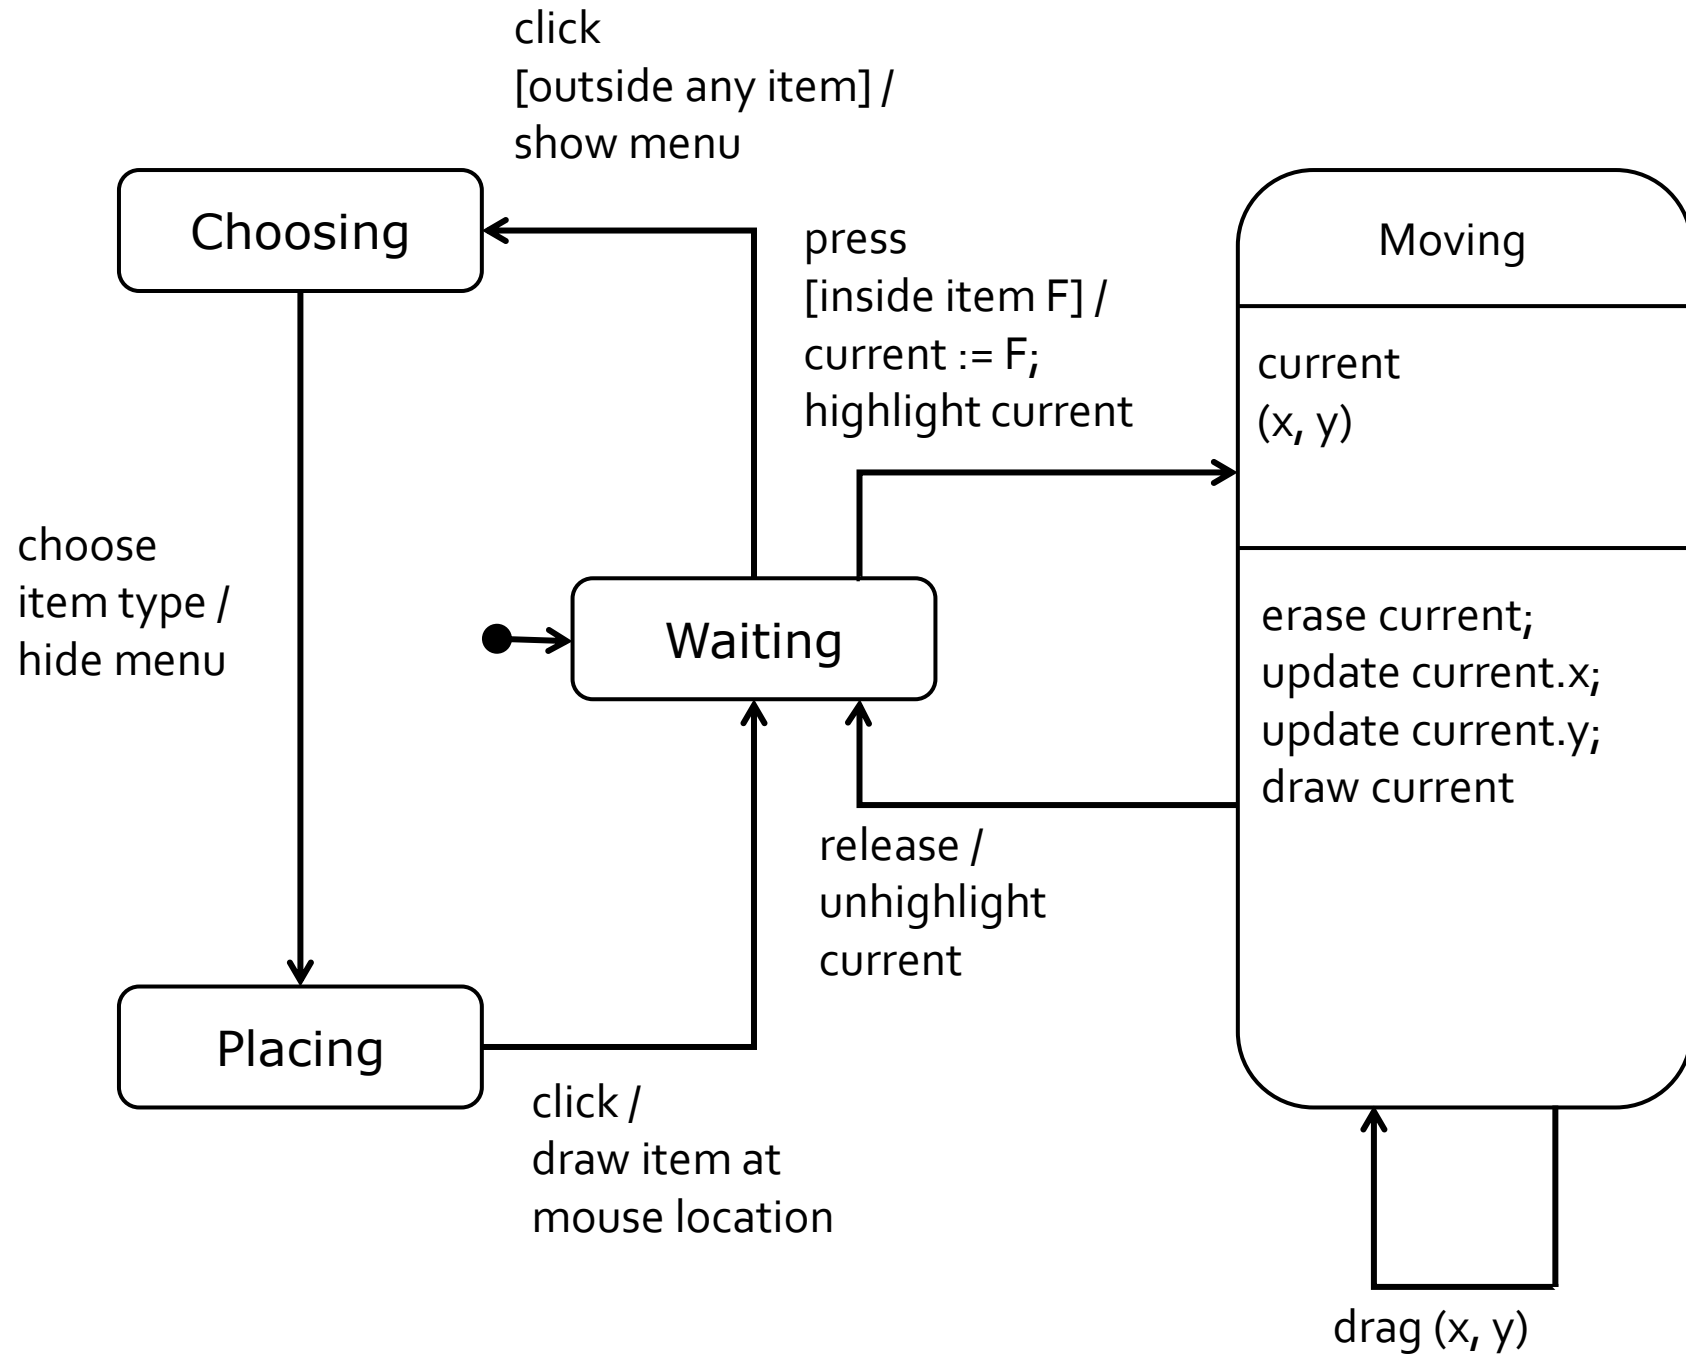 click
[outside any item] /
show menu
Choosing
press
[inside item F] /
current := F;
highlight current
Moving
current
(x, y)
choose
item type /
hide menu
Waiting
erase current;
update current.x;
update current.y;
draw current
release /
unhighlight
current
Placing
click /
draw item at
mouse location
drag (x, y)